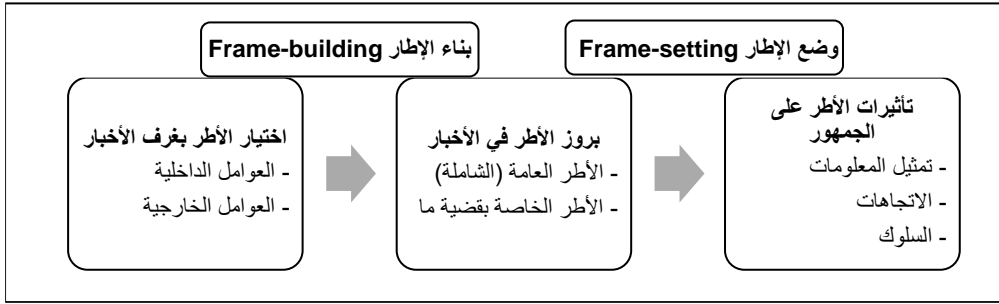 بناء الإطار Frame-building
وضع الإطار Frame-setting
اختيار الأطر بغرف الأخبار
- العوامل الداخلية
- العوامل الخارجية
بروز الأطر في الأخبار
- الأطر العامة (الشاملة)
- الأطر الخاصة بقضية ما
تأثيرات الأطر على
الجمهور
- تمثيل المعلومات
- الاتجاهات
- السلوك